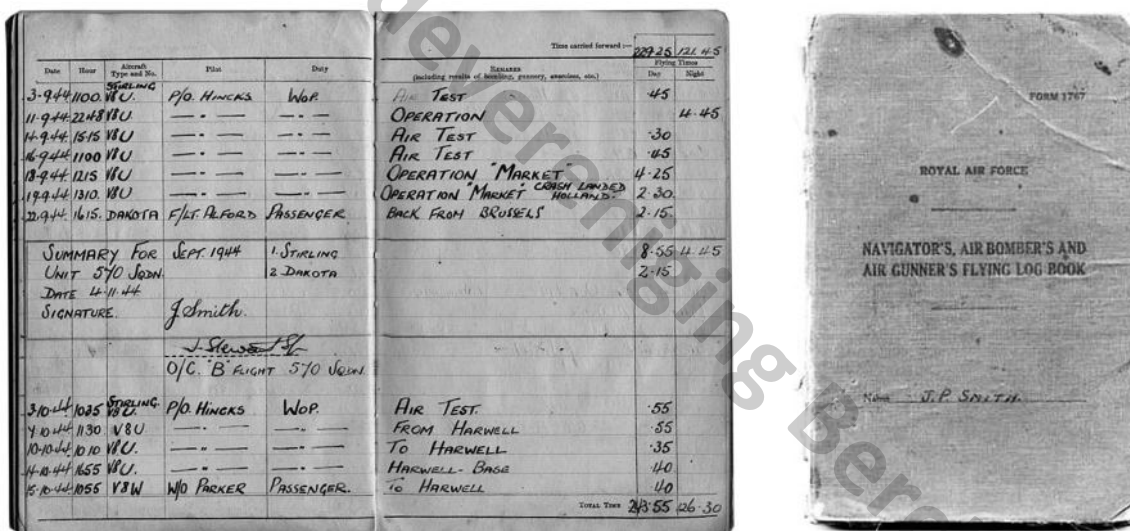 Time carried forward :— 229.25 121.45
Date Hour Aircraft Type and No. Pilot Duty REMARKS (including results of bombing, gunnery, exercises, etc.) Flying Times Day Night
3.9.44 1100 STIRLING V8U. P/O. HINCKS WOP. AIR TEST - .45
11.9.44 2248 V8U. —"— —"— OPERATION 4.45
14.9.44 1515 V8U —"— —"— AIR TEST .30
16.9.44 1100 V8U —"— —"— AIR TEST .45
18.9.44 1215 V8U —"— —"— OPERATION "MARKET" 4.25
19.9.44 1310. V8U. —"— —"— OPERATION "MARKET" CRASH LANDED HOLLAND. 2.30.
22.9.44. 1615. DAKOTA F/LT. ALFORD PASSENGER BACK FROM BRUSSELS 2.15.
SUMMARY FOR SEPT. 1944 1. STIRLING 8.55 4.45
UNIT 570 SQDN. 2 DAKOTA 2.15.
DATE 4.11.44
SIGNATURE. J Smith.
O/C. "B" FLIGHT 570 SQDN.
3.10.44 1035 STIRLING V8U. P/O. HINCKS WOP. AIR TEST. .55
1130 V8U —"— —"— FROM HARWELL .55
10.10.44 1010 V8U. —"— —"— TO HARWELL .35
1655 V8U. —"— —"— HARWELL - BASE .40
15.10.44 1055 V8W W/O PARKER PASSENGER. TO HARWELL .40
TOTAL TIME 243.55 126.30
FORM 1767
ROYAL AIR FORCE
NAVIGATOR'S, AIR BOMBER'S AND
AIR GUNNER'S FLYING LOG BOOK
Name J.P. SMITH.